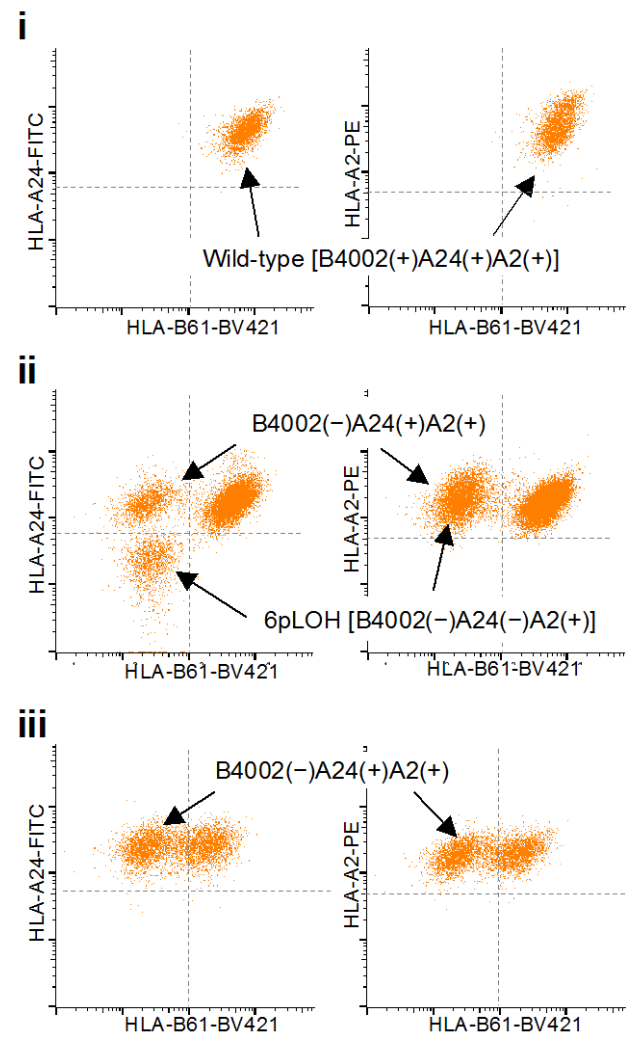 i
HLA-A24-FITC
HLA-A2-PE
Wild-type [B4002(+)A24(+)A2(+)]
HLA-B61-BV421
HLA-B61-BV421
ii
B4002(−)A24(+)A2(+)
HLA-A24-FITC
HLA-A2-PE
6pLOH [B4002(−)A24(−)A2(+)]
HLA-B61-BV421
HLA-B61-BV421
iii
B4002(−)A24(+)A2(+)
HLA-A24-FITC
HLA-A2-PE
HLA-B61-BV421
HLA-B61-BV421